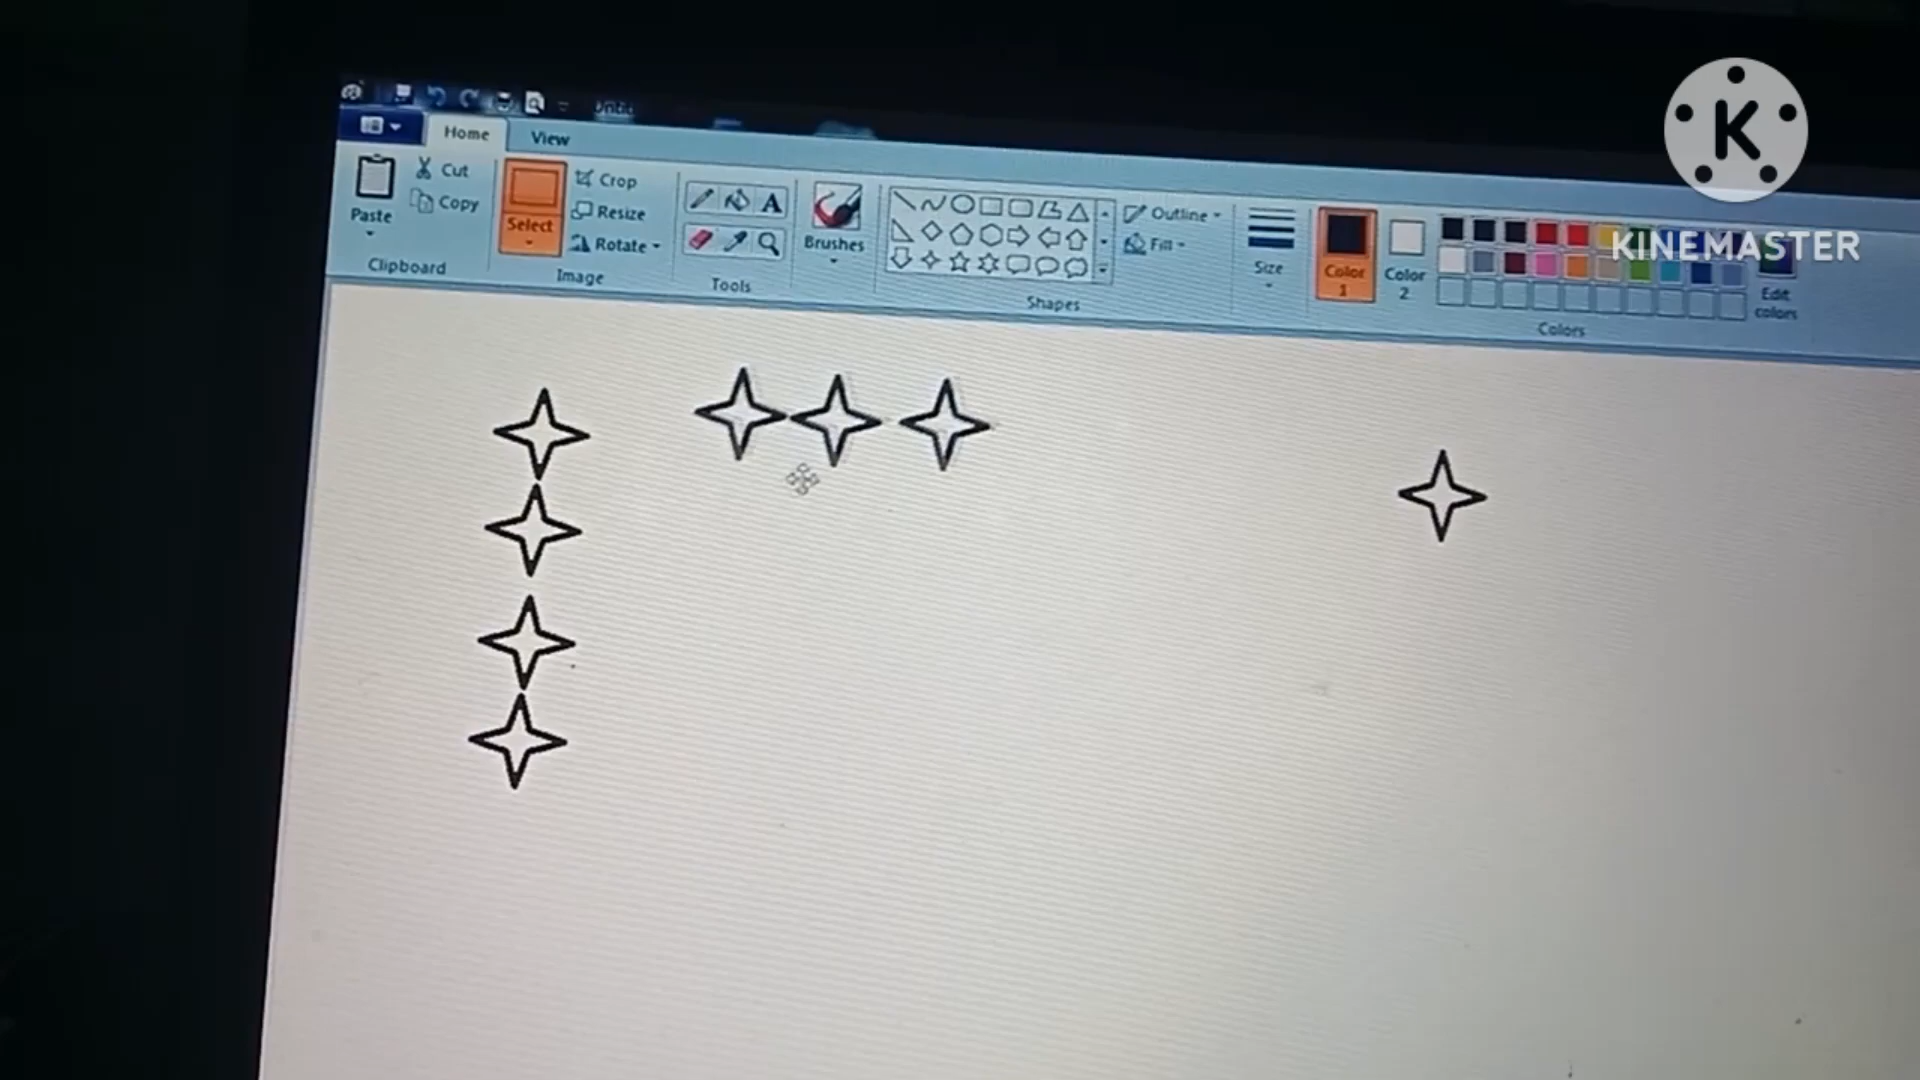 Untit
Home View
Paste
Cut
Copy
Clipboard
Select
Crop
Resize
Rotate
Image
A
Tools
Brushes
Shapes
Outline
Fill
Size
Color
1
Color
2
Edit
colors
Colors
K
KINEMASTER